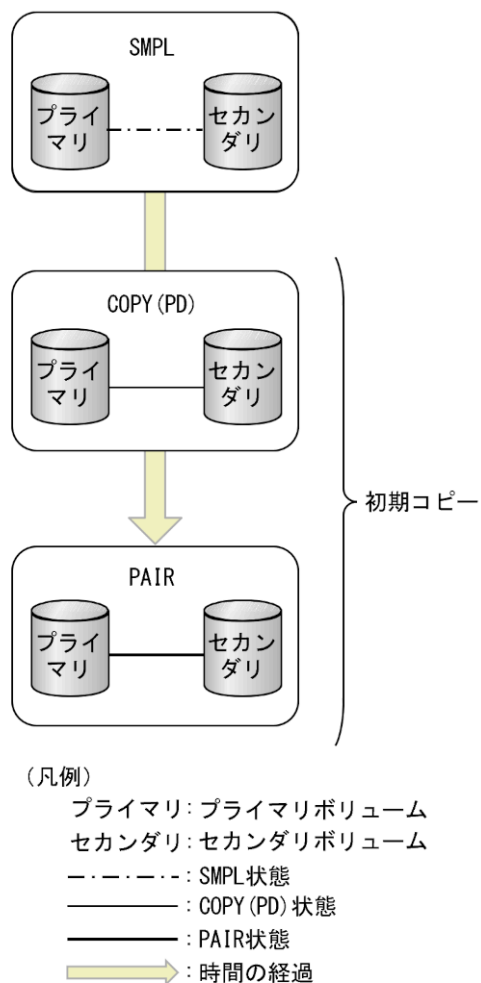 SMPL
プライ
マリ
セカン
ダリ
COPY(PD)
プライ
マリ
セカン
ダリ
初期コピー
PAIR
プライ
マリ
セカン
ダリ
(凡例)
プライマリ:プライマリボリューム
セカンダリ:セカンダリボリューム
:SMPL状態
:COPY(PD)状態
:PAIR状態
:時間の経過